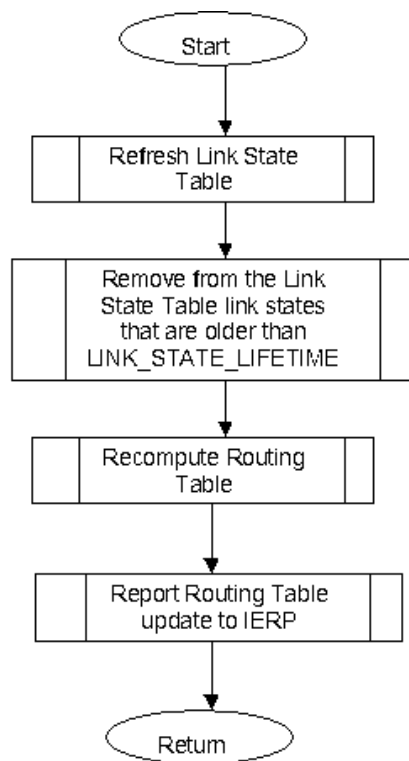 Start
Refresh Link State
Table
Remove from the Link
State Table link states
that are older than
LINK_STATE_LIFETIME
Recompute Routing
Table
Report Routing Table
update to IERP
Return